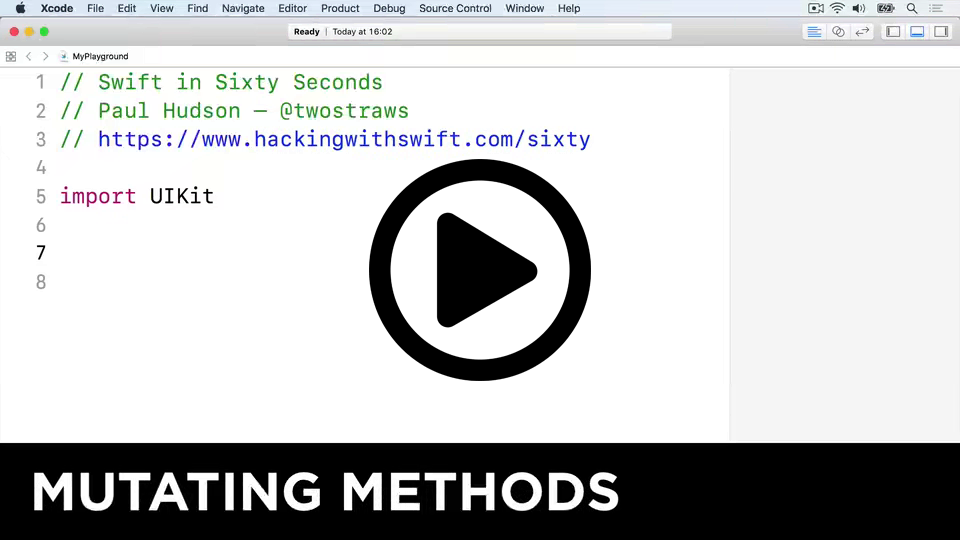 Xcode File Edit View Find Navigate Editor Product Debug Source Control Window Help
Ready | Today at 16:02
MyPlayground
1 // Swift in Sixty Seconds
2 // Paul Hudson — @twostraws
3 // https://www.hackingwithswift.com/sixty
4
5 import UIKit
6
7
8
MUTATING METHODS